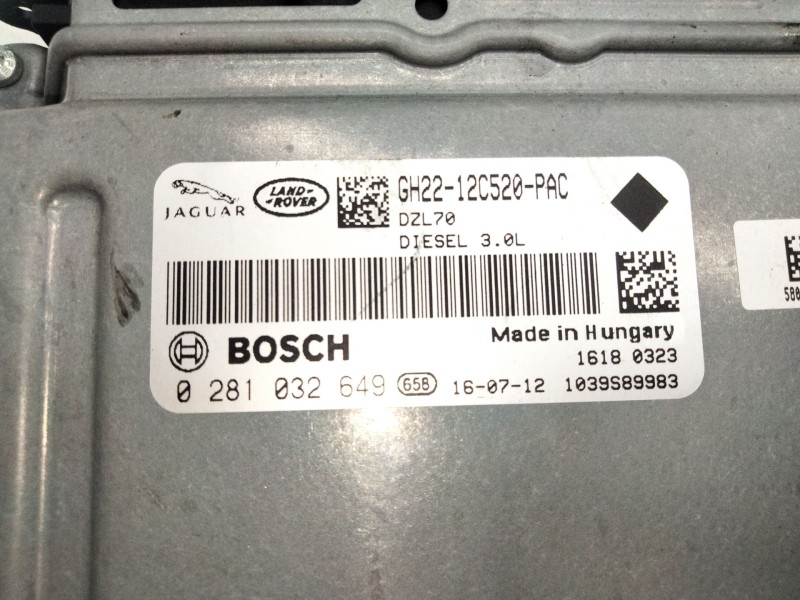 JAGUAR
LAND-
ROVER
GH22-12C520-PAC
DZL70
DIESEL 3.0L
BOSCH
Made in Hungary
1618 0323
0 281 032 649 65B 16-07-12 1039S89983